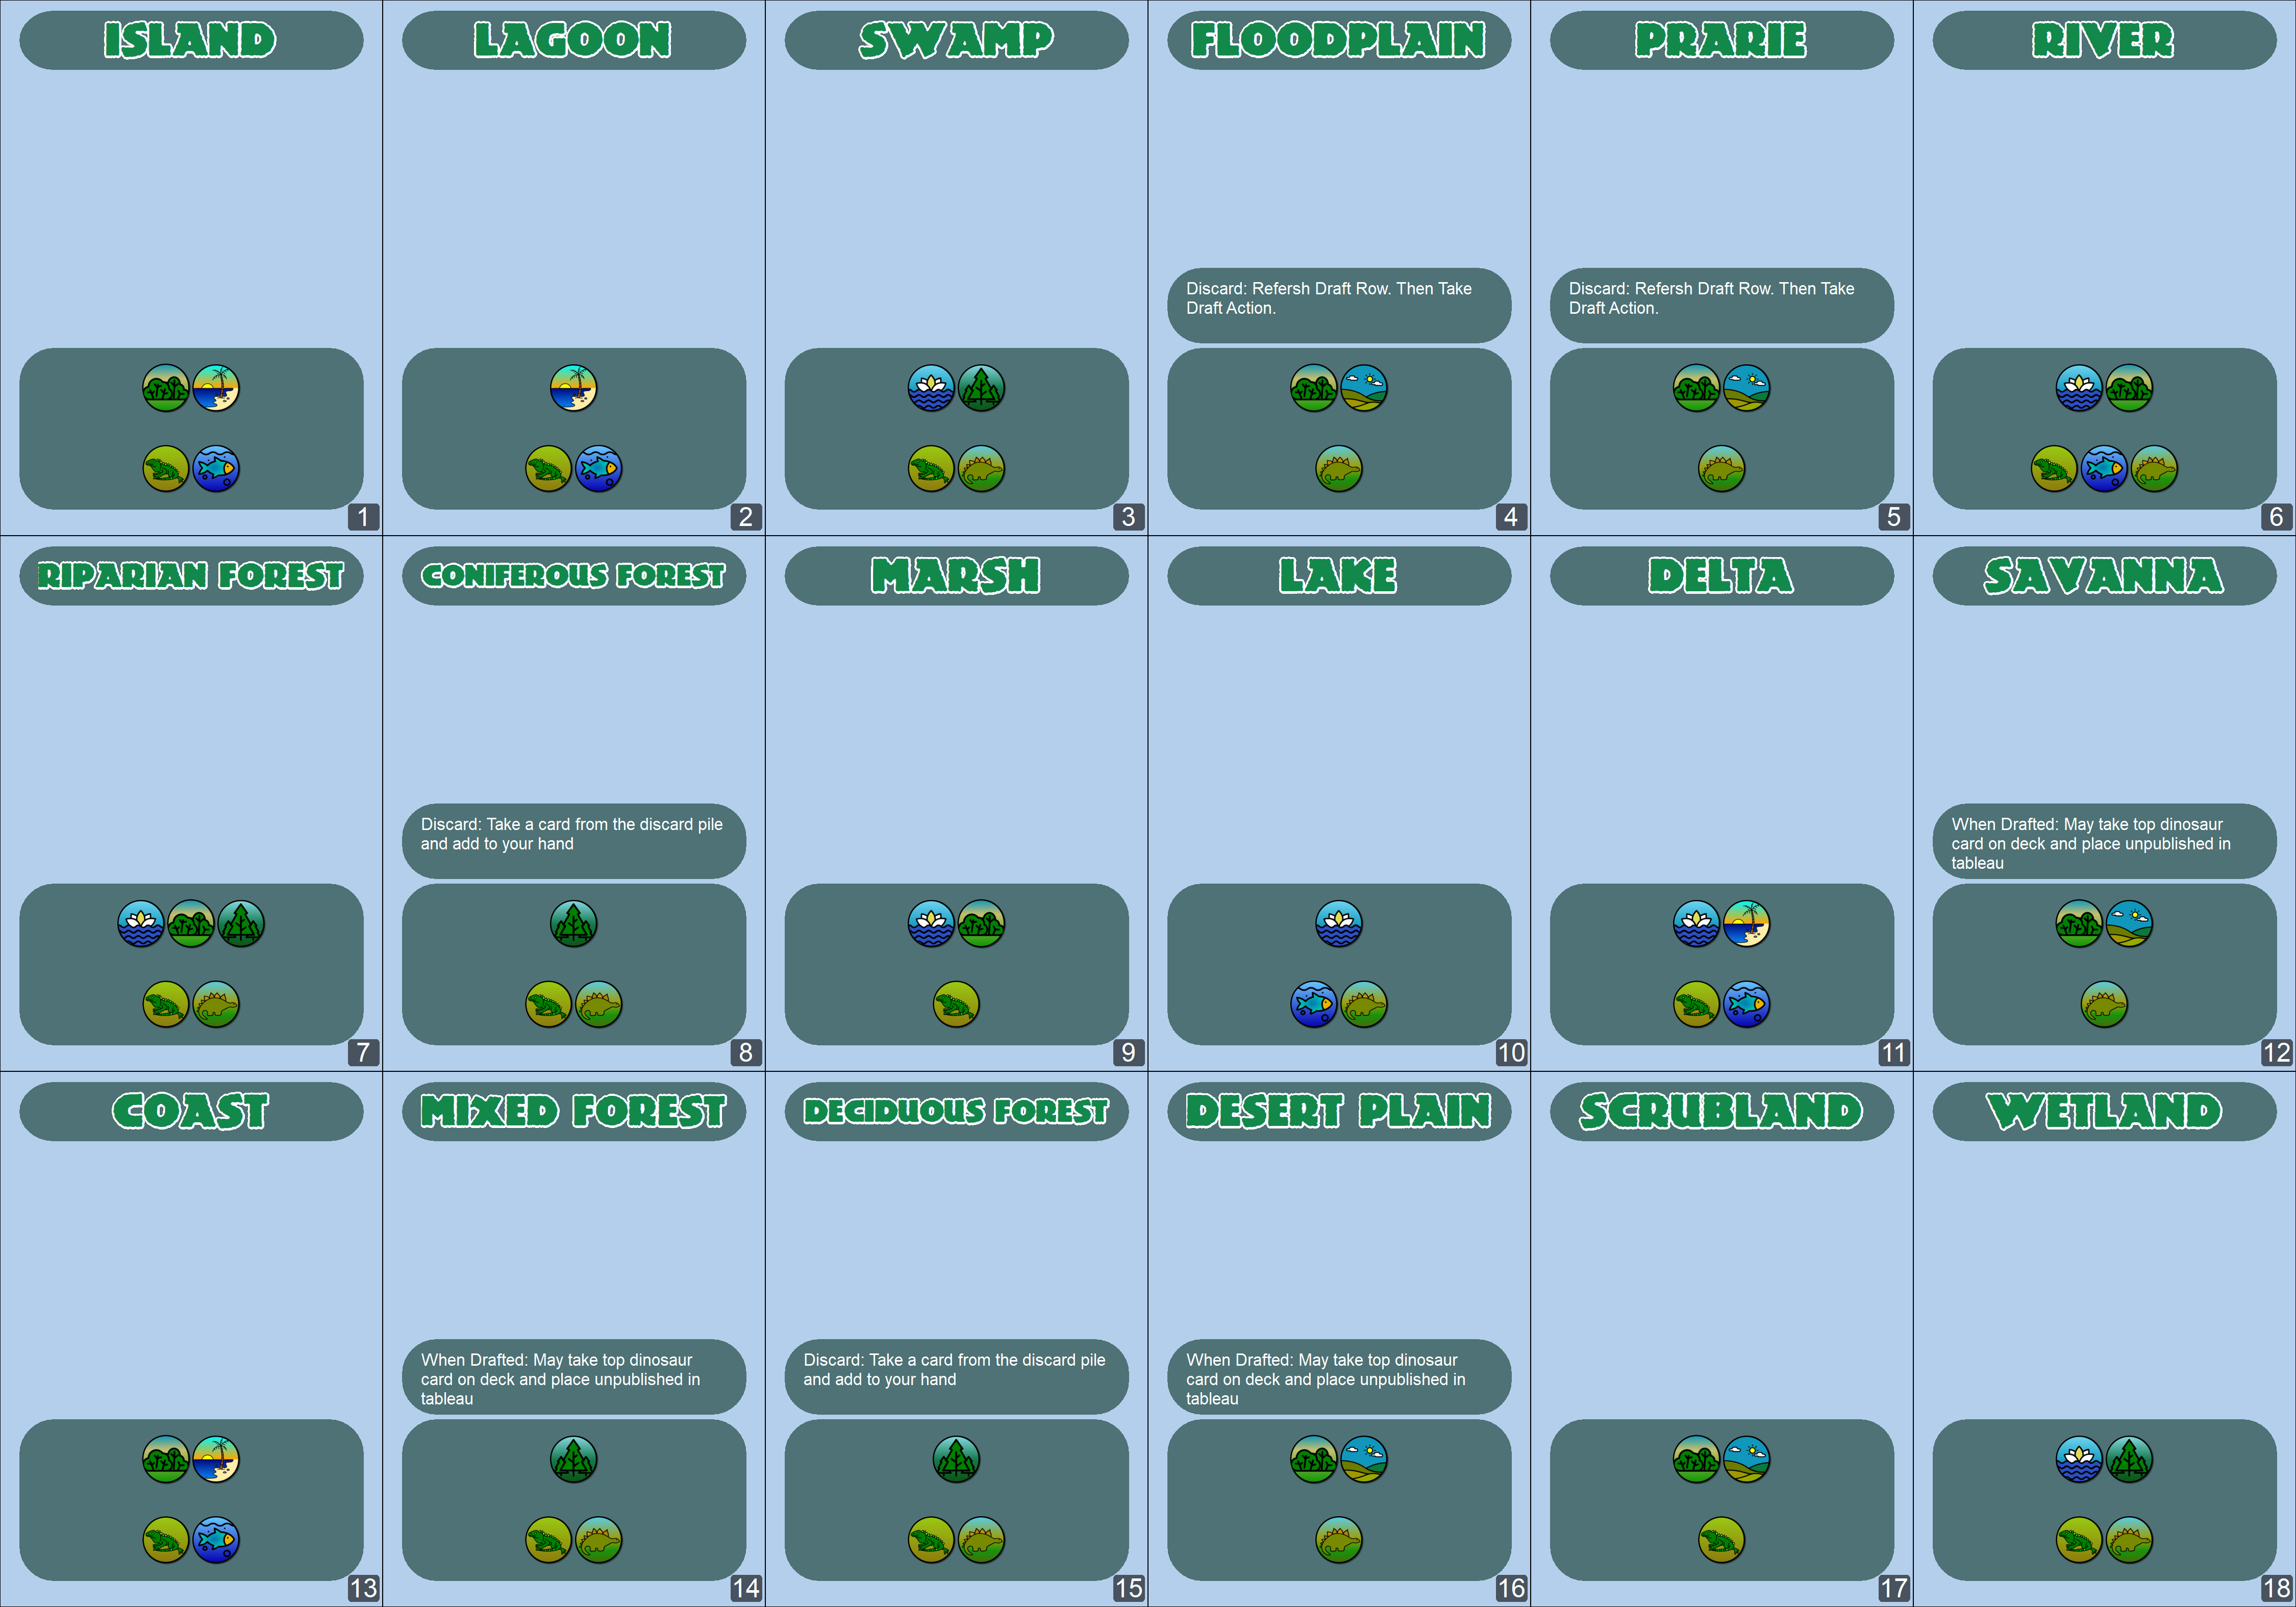 ISLAND
LAGOON
SWAMP
FLOODPLAIN
PRARIE
RIVER
Discard: Refersh Draft Row. Then Take
Draft Action.
Discard: Refersh Draft Row. Then Take
Draft Action.
1
2
3
4
5
6
RIPARIAN FOREST
CONIFEROUS FOREST
MARSH
LAKE
DELTA
SAVANNA
Discard: Take a card from the discard pile
and add to your hand
When Drafted: May take top dinosaur
card on deck and place unpublished in
tableau
7
8
9
10
11
12
COAST
MIXED FOREST
DECIDUOUS FOREST
DESERT PLAIN
SCRUBLAND
WETLAND
When Drafted: May take top dinosaur
card on deck and place unpublished in
tableau
Discard: Take a card from the discard pile
and add to your hand
When Drafted: May take top dinosaur
card on deck and place unpublished in
tableau
13
14
15
16
17
18